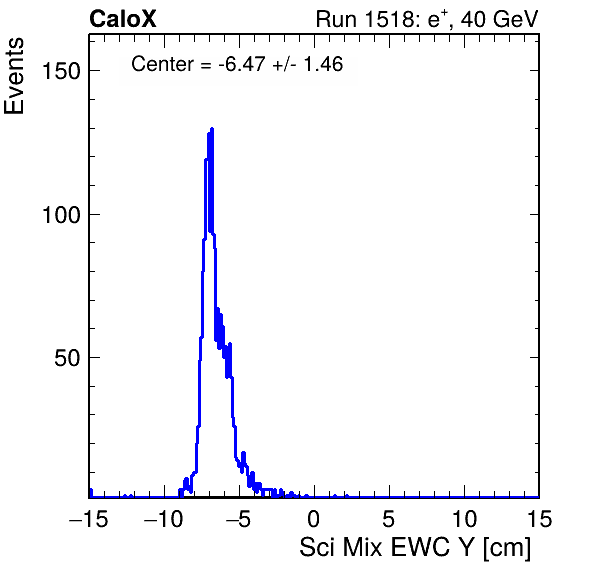 CaloX Run 1518: e⁺, 40 GeV
Center = -6.47 +/- 1.46
Events
150
100
50
−15 −10 −5 0 5 10 15
Sci Mix EWC Y [cm]